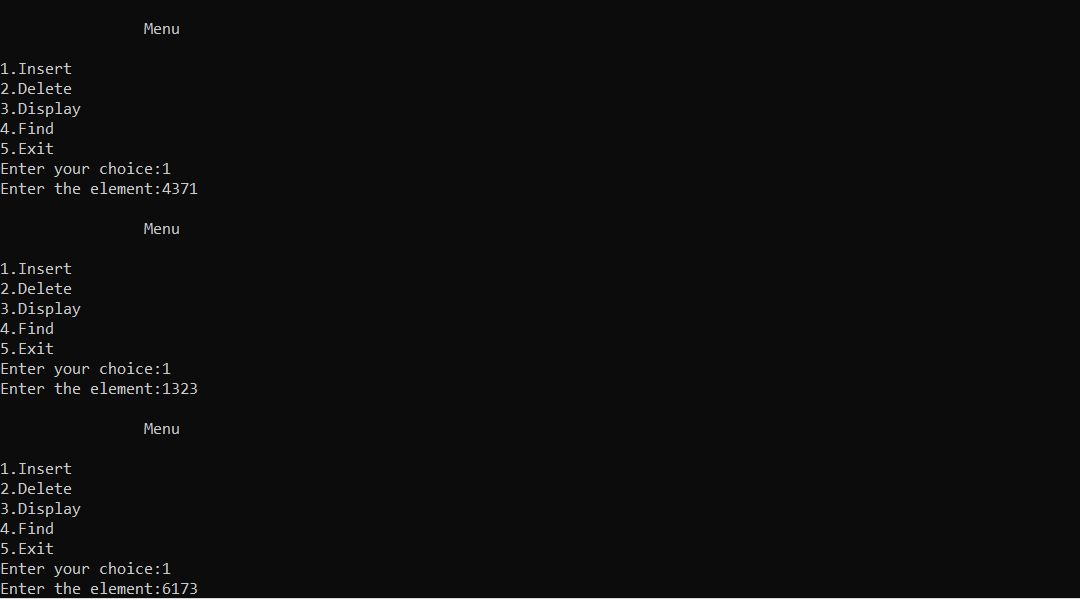 Menu
1.Insert
2.Delete
3.Display
4.Find
5.Exit
Enter your choice:1
Enter the element:4371
Menu
1.Insert
2.Delete
3.Display
4.Find
5.Exit
Enter your choice:1
Enter the element:1323
Menu
1.Insert
2.Delete
3.Display
4.Find
5.Exit
Enter your choice:1
Enter the element:6173